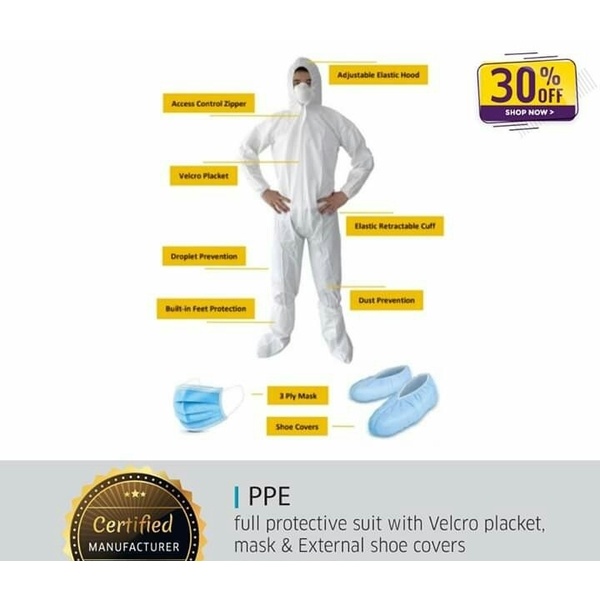 30% OFF
SHOP NOW >
Adjustable Elastic Hood
Access Control Zipper
Velcro Placket
Elastic Retractable Cuff
Droplet Prevention
Dust Prevention
Built-in Feet Protection
3 Ply Mask
Shoe Covers
Certified
MANUFACTURER
PPE
full protective suit with Velcro placket,
mask & External shoe covers